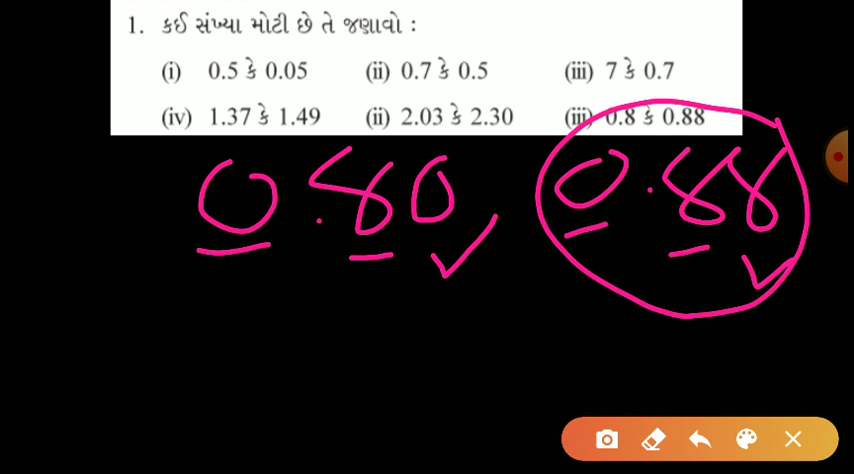 1. કઈ સંખ્યા મોટી છે તે જણાવો :
(i) 0.5 કે 0.05 (ii) 0.7 કે 0.5 (iii) 7 કે 0.7
(iv) 1.37 કે 1.49 (ii) 2.03 કે 2.30 (iii) 0.8 કે 0.88
0.80, 0.88